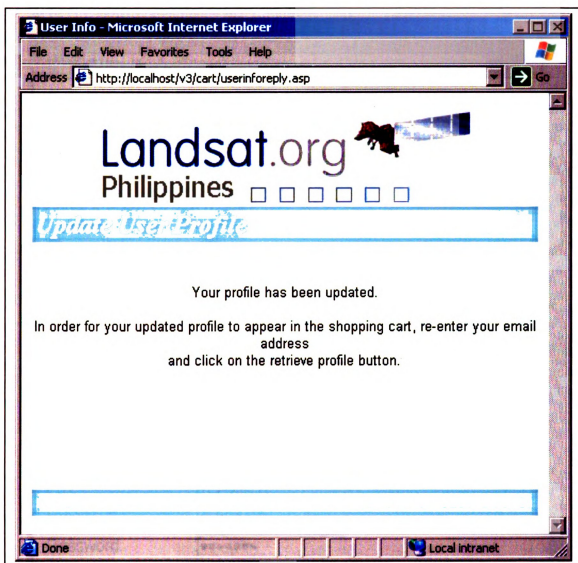 User Info - Microsoft Internet Explorer
File Edit View Favorites Tools Help
Address http://localhost/v3/cart/userinforeply.asp Go
Landsat.org
Philippines
Update User Profile
Your profile has been updated.
In order for your updated profile to appear in the shopping cart, re-enter your email
address
and click on the retrieve profile button.
Done
Local intranet